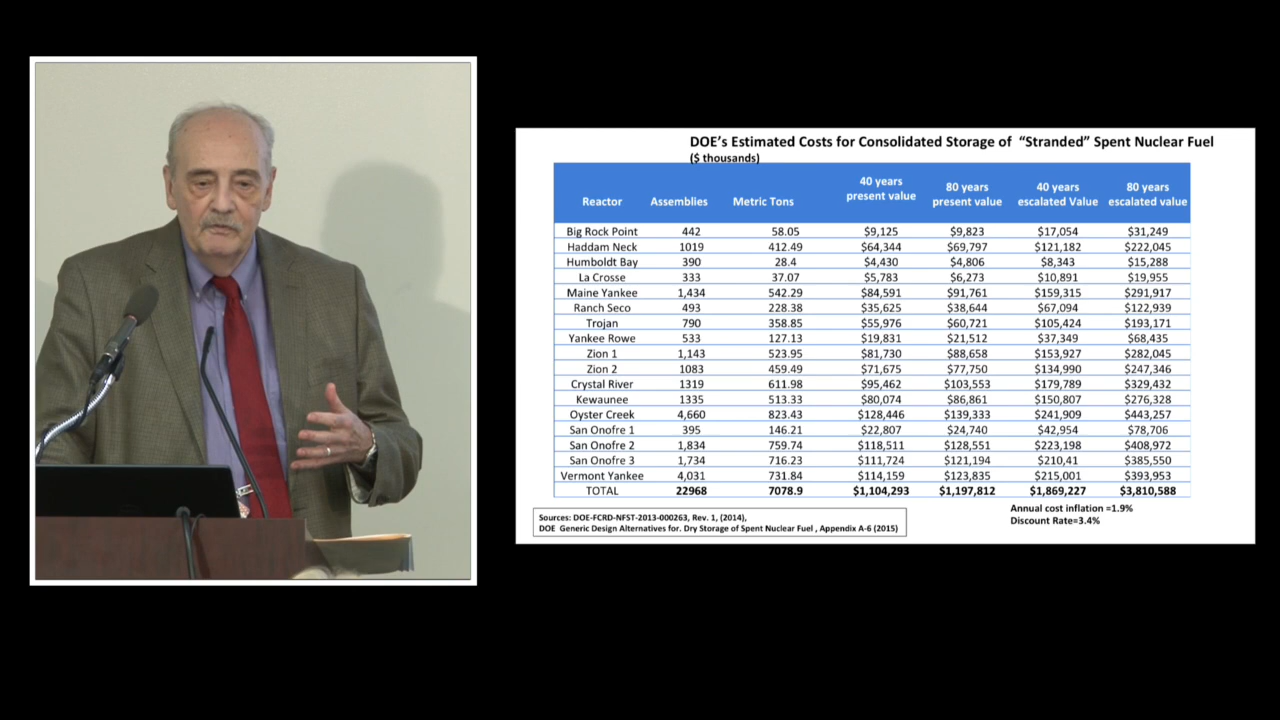 DOE's Estimated Costs for Consolidated Storage of "Stranded" Spent Nuclear Fuel
($ thousands)
Reactor Assemblies Metric Tons 40 years present value 80 years present value 40 years escalated Value 80 years escalated value
Big Rock Point 442 58.05 $9,125 $9,823 $17,054 $31,249
Haddam Neck 1019 412.49 $64,344 $69,797 $121,182 $222,045
Humboldt Bay 390 28.4 $4,430 $4,806 $8,343 $15,288
La Crosse 333 37.07 $5,783 $6,273 $10,891 $19,955
Maine Yankee 1,434 542.29 $84,591 $91,761 $159,315 $291,917
Ranch Seco 493 228.38 $35,625 $38,644 $67,094 $122,939
Trojan 790 358.85 $55,976 $60,721 $105,424 $193,171
Yankee Rowe 533 127.13 $19,831 $21,512 $37,349 $68,435
Zion 1 1,143 523.95 $81,730 $88,658 $153,927 $282,045
Zion 2 1083 459.49 $71,675 $77,750 $134,990 $247,346
Crystal River 1319 611.98 $95,462 $103,553 $179,789 $329,432
Kewaunee 1335 513.33 $80,074 $86,861 $150,807 $276,328
Oyster Creek 4,660 823.43 $128,446 $139,333 $241,909 $443,257
San Onofre 1 395 146.21 $22,807 $24,740 $42,954 $78,706
San Onofre 2 1,834 759.74 $118,511 $128,551 $223,198 $408,972
San Onofre 3 1,734 716.23 $111,724 $121,194 $210,41 $385,550
Vermont Yankee 4,031 731.84 $114,159 $123,835 $215,001 $393,953
TOTAL 22968 7078.9 $1,104,293 $1,197,812 $1,869,227 $3,810,588
Annual cost inflation =1.9%
Discount Rate=3.4%
Sources: DOE-FCRD-NFST-2013-000263, Rev. 1, (2014),
DOE Generic Design Alternatives for. Dry Storage of Spent Nuclear Fuel , Appendix A-6 (2015)